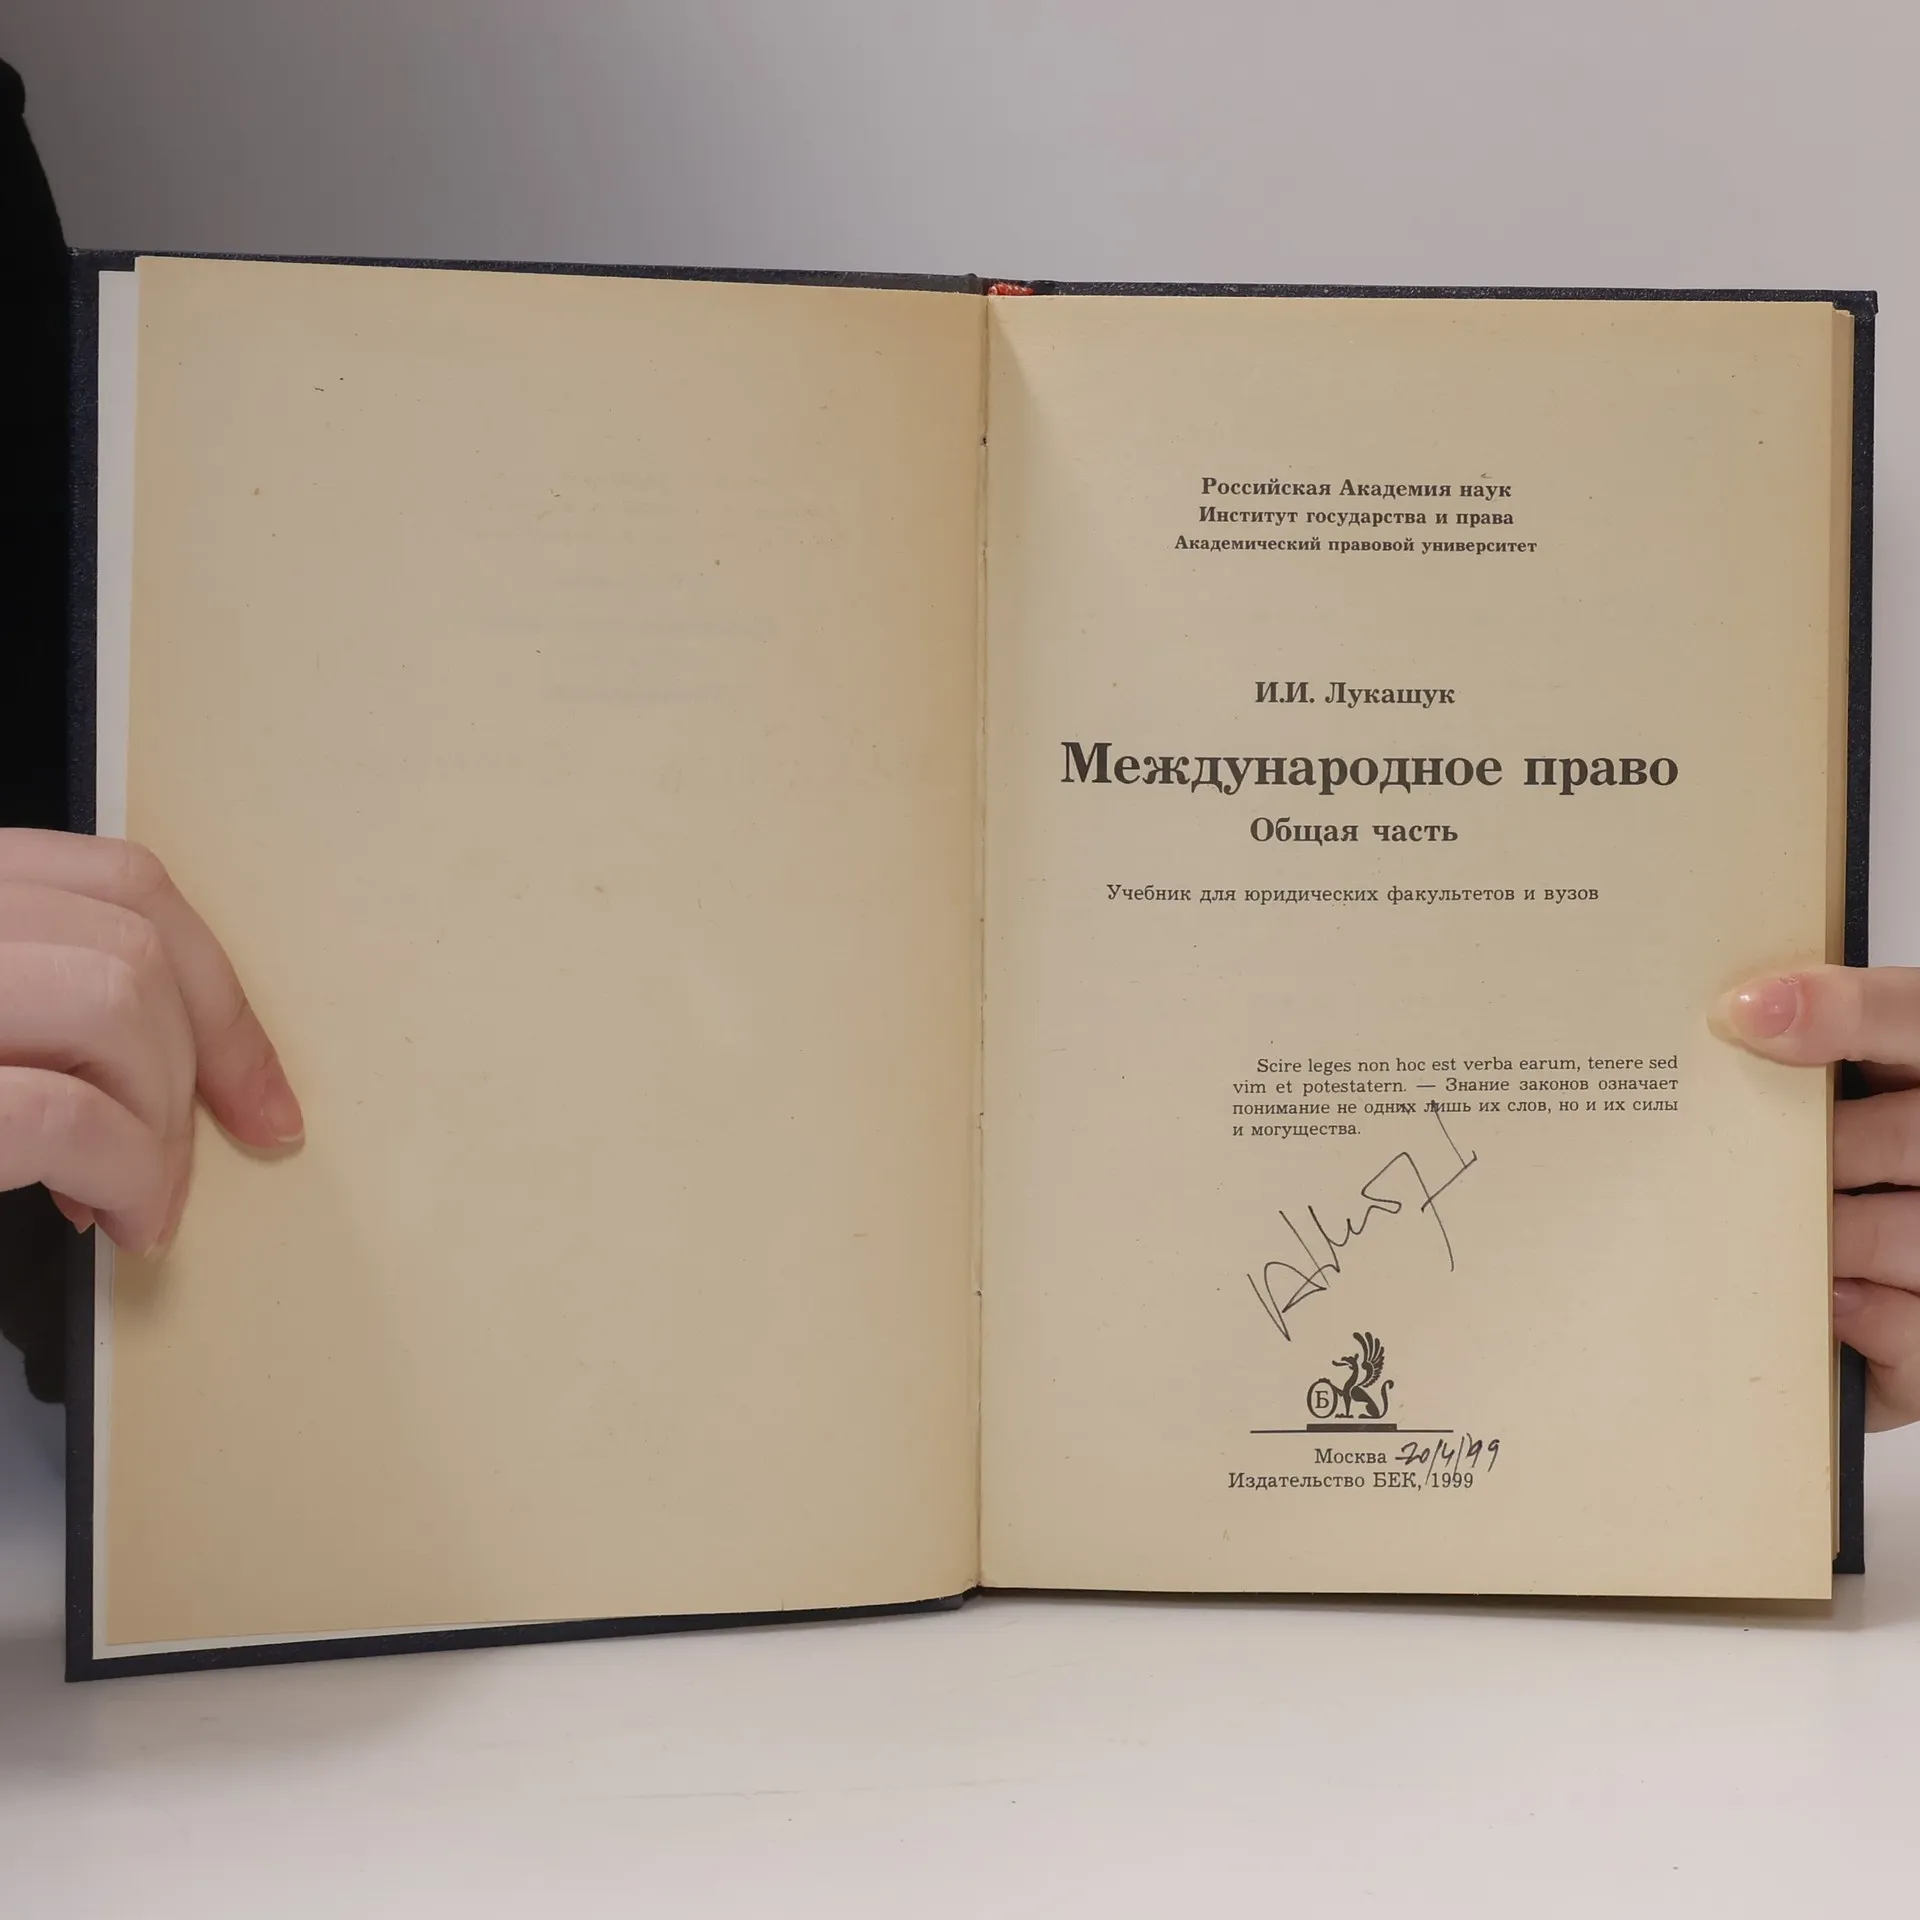 Российская Академия наук
Институт государства и права
Академический правовой университет
И.И. Лукашук
Международное право
Общая часть
Учебник для юридических факультетов и вузов
Scire leges non hoc est verba earum, tenere sed
vim et potestatern. — Знание законов означает
понимание не одних лишь их слов, но и их силы
и могущества.
Б
Москва 20/4/99
Издательство БЕК, 1999